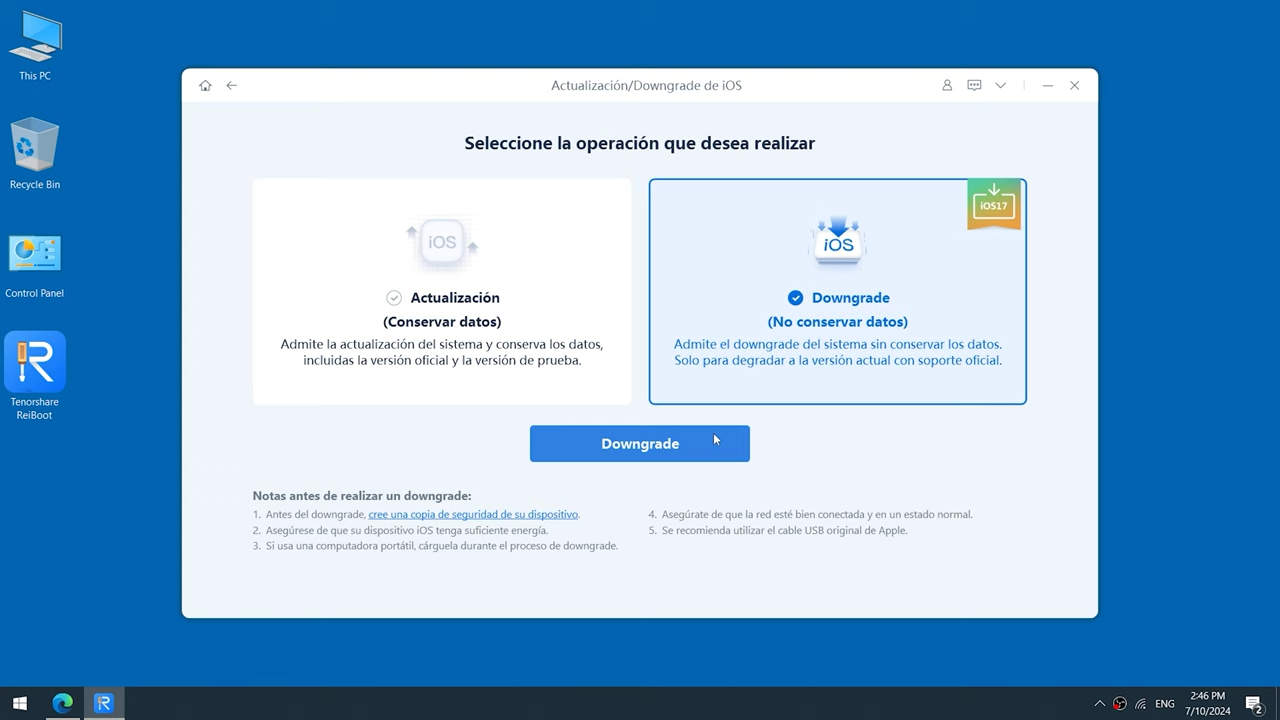 This PC
Recycle Bin
Control Panel
Tenorshare
ReiBoot
Actualización/Downgrade de iOS
Seleccione la operación que desea realizar
iOS
Actualización
(Conservar datos)
Admite la actualización del sistema y conserva los datos,
incluidas la versión oficial y la versión de prueba.
iOS17
iOS
Downgrade
(No conservar datos)
Admite el downgrade del sistema sin conservar los datos.
Solo para degradar a la versión actual con soporte oficial.
Downgrade
Notas antes de realizar un downgrade:
1. Antes del downgrade, cree una copia de seguridad de su dispositivo.
2. Asegúrese de que su dispositivo iOS tenga suficiente energía.
3. Si usa una computadora portátil, cárguela durante el proceso de downgrade.
4. Asegúrate de que la red esté bien conectada y en un estado normal.
5. Se recomienda utilizar el cable USB original de Apple.
ENG
2:46 PM
7/10/2024
2